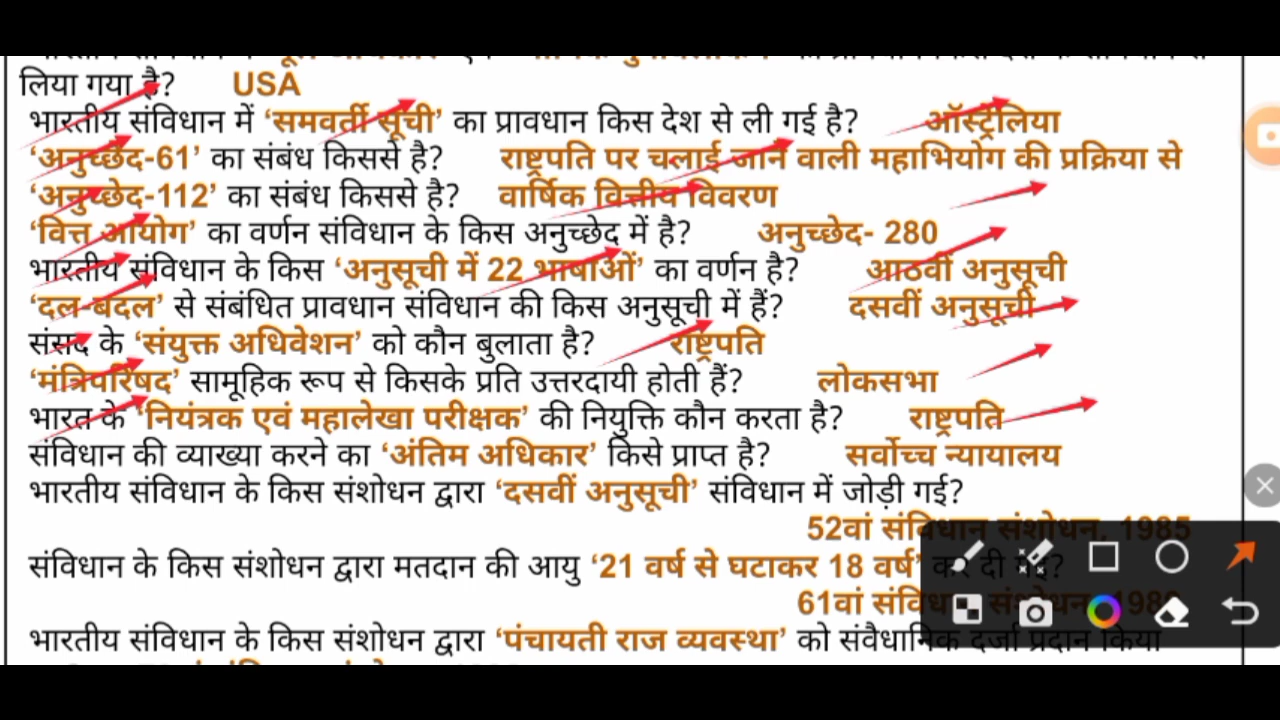 लिया गया है? USA
भारतीय संविधान में ‘समवर्ती सूची’ का प्रावधान किस देश से ली गई है? ऑस्ट्रेलिया
‘अनुच्छेद-61’ का संबंध किससे है? राष्ट्रपति पर चलाई जाने वाली महाभियोग की प्रक्रिया से
‘अनुच्छेद-112’ का संबंध किससे है? वार्षिक वित्तीय विवरण
‘वित्त आयोग’ का वर्णन संविधान के किस अनुच्छेद में है? अनुच्छेद- 280
भारतीय संविधान के किस ‘अनुसूची में 22 भाषाओं’ का वर्णन है? आठवीं अनुसूची
‘दल-बदल’ से संबंधित प्रावधान संविधान की किस अनुसूची में हैं? दसवीं अनुसूची
संसद के ‘संयुक्त अधिवेशन’ को कौन बुलाता है? राष्ट्रपति
‘मंत्रिपरिषद’ सामूहिक रूप से किसके प्रति उत्तरदायी होती हैं? लोकसभा
भारत के ‘नियंत्रक एवं महालेखा परीक्षक’ की नियुक्ति कौन करता है? राष्ट्रपति
संविधान की व्याख्या करने का ‘अंतिम अधिकार’ किसे प्राप्त है? सर्वोच्च न्यायालय
भारतीय संविधान के किस संशोधन द्वारा ‘दसवीं अनुसूची’ संविधान में जोड़ी गई?
52वां संविधान संशोधन, 1985
संविधान के किस संशोधन द्वारा मतदान की आयु ‘21 वर्ष से घटाकर 18 वर्ष’ कर दी गई?
61वां संविधान संशोधन,
भारतीय संविधान के किस संशोधन द्वारा ‘पंचायती राज व्यवस्था’ को संवैधानिक दर्जा प्रदान किया